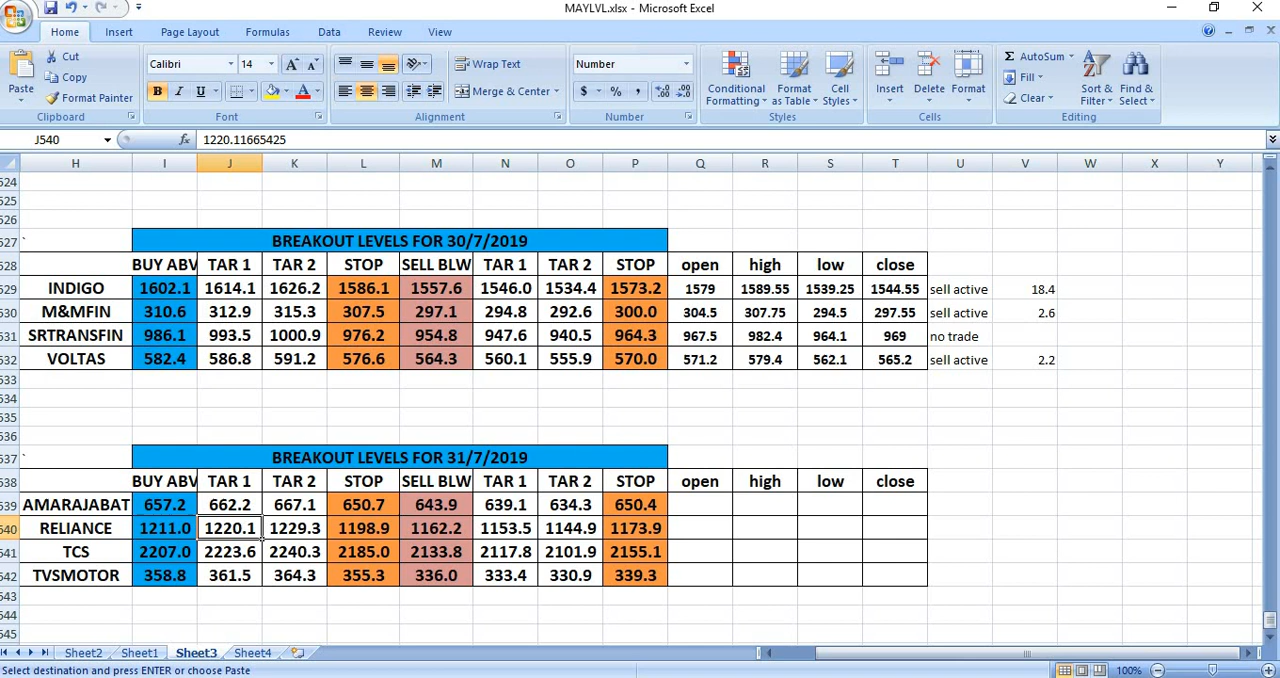 MAYLVL.xlsx - Microsoft Excel
Home Insert Page Layout Formulas Data Review View
Cut
Copy
Format Painter
Paste
Clipboard
Calibri 14 A A
B I U A
Font
Wrap Text
Merge & Center
Alignment
Number
$ % ,
Number
Conditional Formatting Format as Table Cell Styles
Styles
Insert Delete Format
Cells
Σ AutoSum
Fill
Clear
Sort & Filter Find & Select
Editing
J540 fx 1220.11665425
H I J K L M N O P Q R S T U V W X Y
524
525
526
527 ` BREAKOUT LEVELS FOR 30/7/2019
528 BUY ABV TAR 1 TAR 2 STOP SELL BLW TAR 1 TAR 2 STOP open high low close
529 INDIGO 1602.1 1614.1 1626.2 1586.1 1557.6 1546.0 1534.4 1573.2 1579 1589.55 1539.25 1544.55 sell active 18.4
530 M&MFIN 310.6 312.9 315.3 307.5 297.1 294.8 292.6 300.0 304.5 307.75 294.5 297.55 sell active 2.6
531 SRTRANSFIN 986.1 993.5 1000.9 976.2 954.8 947.6 940.5 964.3 967.5 982.4 964.1 969 no trade
532 VOLTAS 582.4 586.8 591.2 576.6 564.3 560.1 555.9 570.0 571.2 579.4 562.1 565.2 sell active 2.2
533
534
535
536
537 ` BREAKOUT LEVELS FOR 31/7/2019
538 BUY ABV TAR 1 TAR 2 STOP SELL BLW TAR 1 TAR 2 STOP open high low close
539 AMARAJABAT 657.2 662.2 667.1 650.7 643.9 639.1 634.3 650.4
540 RELIANCE 1211.0 1220.1 1229.3 1198.9 1162.2 1153.5 1144.9 1173.9
541 TCS 2207.0 2223.6 2240.3 2185.0 2133.8 2117.8 2101.9 2155.1
542 TVSMOTOR 358.8 361.5 364.3 355.3 336.0 333.4 330.9 339.3
543
544
545
Sheet2 Sheet1 Sheet3 Sheet4
Select destination and press ENTER or choose Paste 100%